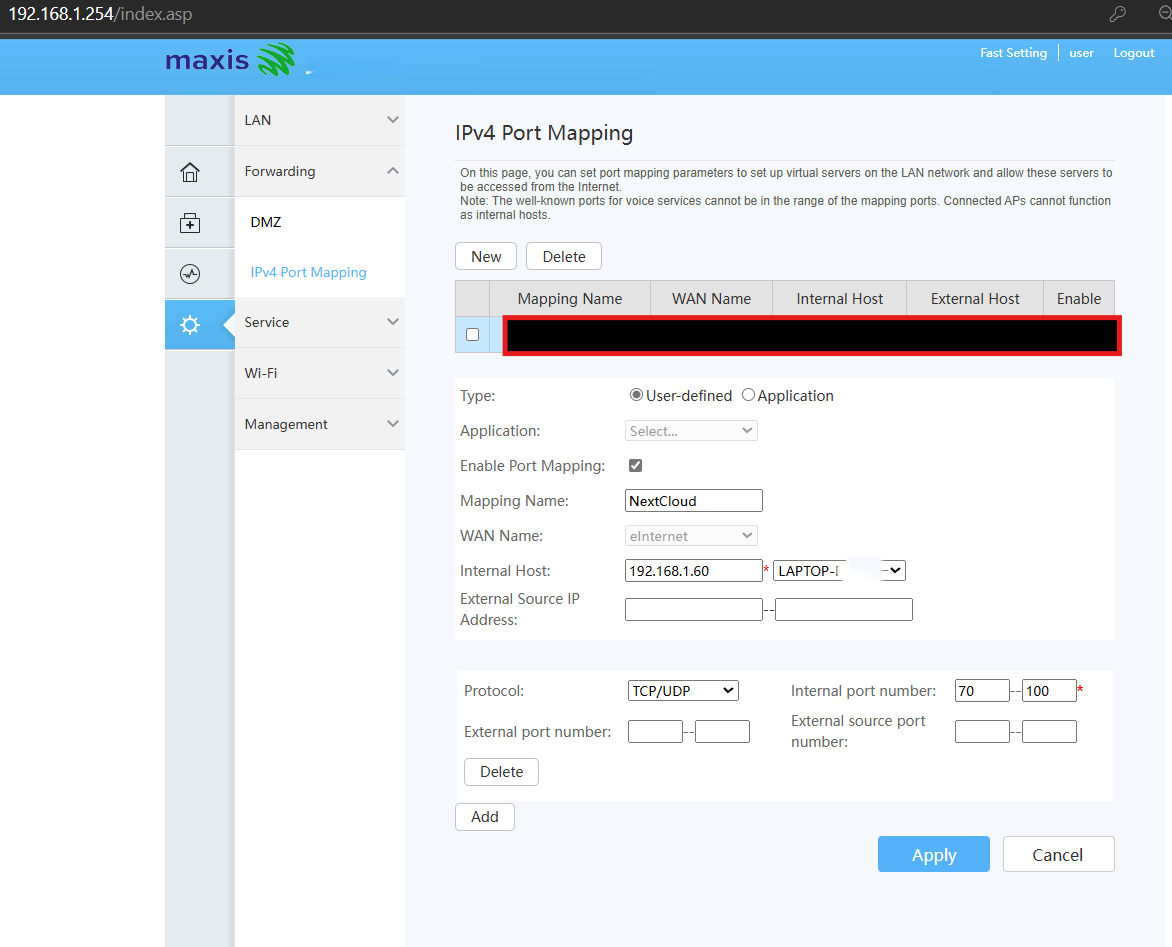 192.168.1.254/index.asp
maxis
Fast Setting
user
Logout
LAN
Forwarding
DMZ
IPv4 Port Mapping
Service
Wi-Fi
Management
IPv4 Port Mapping
On this page, you can set port mapping parameters to set up virtual servers on the LAN network and allow these servers to
be accessed from the Internet.
Note: The well-known ports for voice services cannot be in the range of the mapping ports. Connected APs cannot function
as internal hosts.
New Delete
Mapping Name WAN Name Internal Host External Host Enable
Type: User-defined Application
Application: Select...
Enable Port Mapping:
Mapping Name: NextCloud
WAN Name: eInternet
Internal Host: 192.168.1.60 * LAPTOP-
External Source IP
Address: --
Protocol: TCP/UDP Internal port number: 70 -- 100 *
External port number: -- External source port
number: --
Delete
Add
Apply Cancel